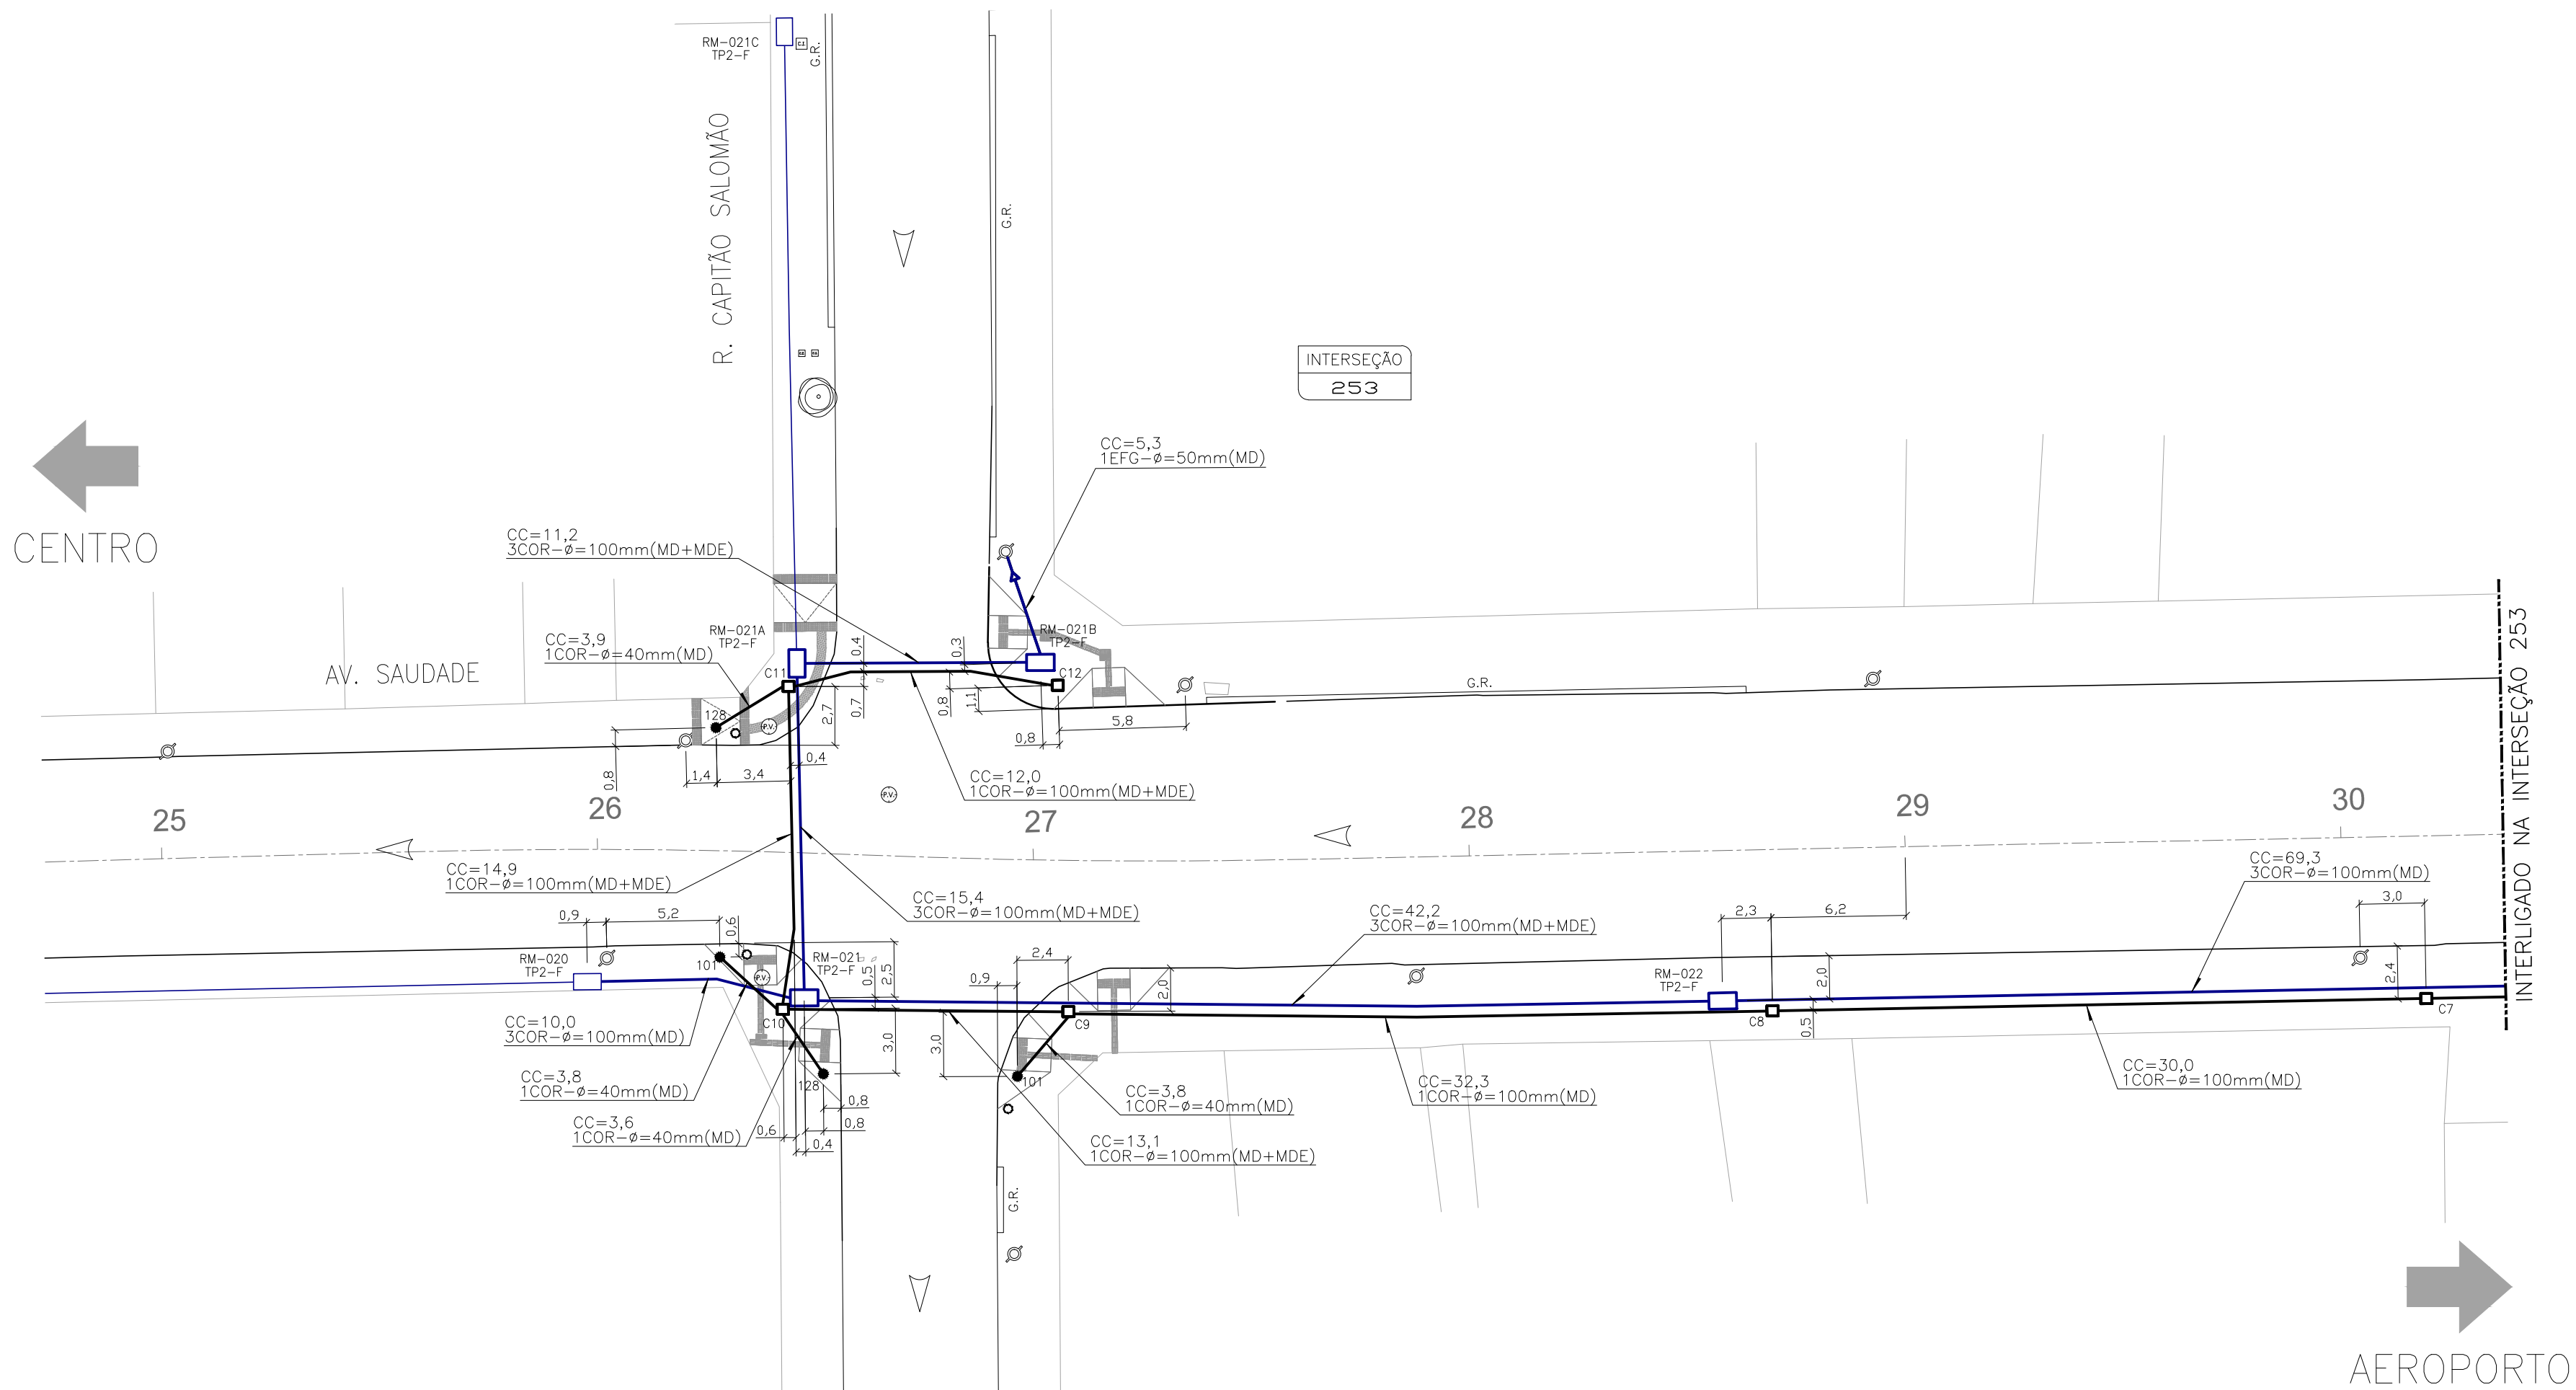 RM-021C
TP2-F
C.T
G.R.
R. CAPITÃO SALOMÃO
G.R.
INTERSEÇÃO
253
CENTRO
CC=5,3
1EFG-ø=50mm(MD)
CC=11,2
3COR-ø=100mm(MD+MDE)
CC=3,9
1COR-ø=40mm(MD)
RM-021A
TP2-F
RM-021B
TP2-F
0,4
0,3
C11
C12
AV. SAUDADE
G.R.
128
P.V.
2,7
0,7
0,8
1,1
5,8
0,8
0,8
1,4
3,4
0,4
P.V.
CC=12,0
1COR-ø=100mm(MD+MDE)
25
26
27
28
29
30
INTERLIGADO NA INTERSEÇÃO 253
CC=14,9
1COR-ø=100mm(MD+MDE)
CC=15,4
3COR-ø=100mm(MD+MDE)
CC=42,2
3COR-ø=100mm(MD+MDE)
CC=69,3
3COR-ø=100mm(MD)
0,9
5,2
0,6
2,3
6,2
3,0
RM-020
TP2-F
101
P.V.
RM-021
TP2-F
0,5
2,5
0,9
2,4
2,0
RM-022
TP2-F
2,0
2,4
C10
C9
C8
C7
0,5
CC=10,0
3COR-ø=100mm(MD)
3,0
3,0
128
101
CC=3,8
1COR-ø=40mm(MD)
CC=3,6
1COR-ø=40mm(MD)
0,6
0,8
0,8
0,4
CC=3,8
1COR-ø=40mm(MD)
CC=13,1
1COR-ø=100mm(MD+MDE)
CC=32,3
1COR-ø=100mm(MD)
CC=30,0
1COR-ø=100mm(MD)
G.R.
AEROPORTO